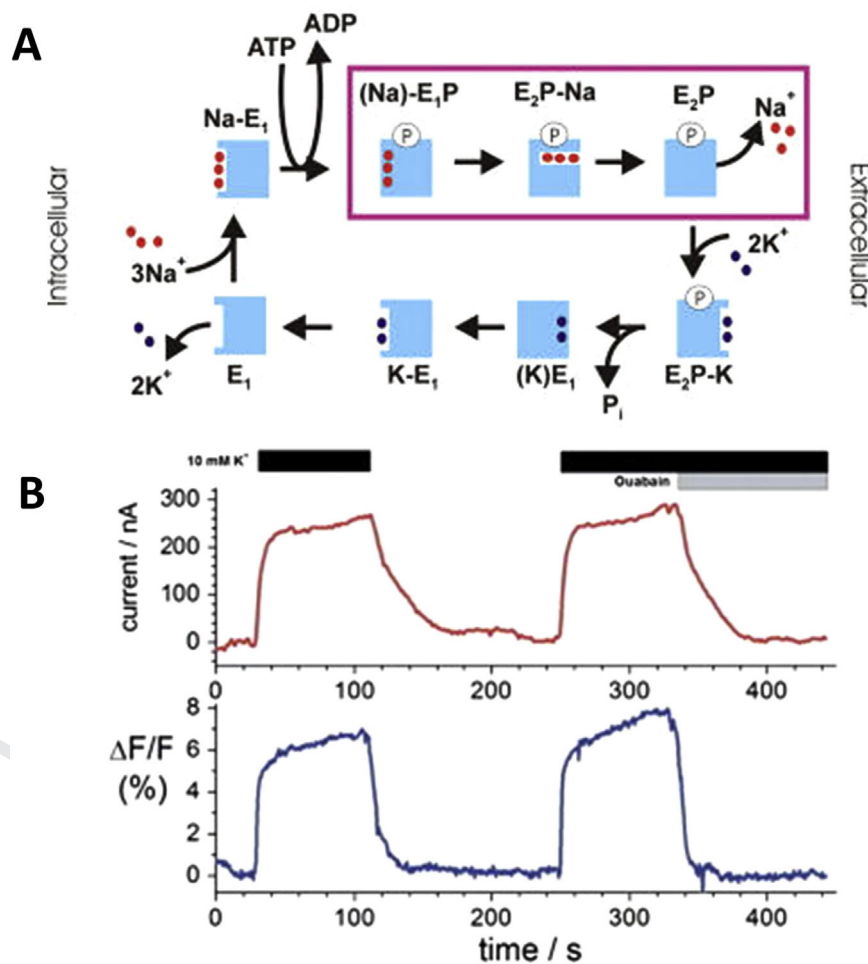 A
ATP
ADP
Na-E₁
(Na)-E₁P
E₂P-Na
E₂P
Na⁺
P
P
P
Intracellular
Extracellular
3Na⁺
2K⁺
2K⁺
E₁
K-E₁
(K)E₁
Pᵢ
P
E₂P-K
B
10 mM K⁺
Ouabain
current / nA
300
200
100
0
0
100
200
300
400
ΔF/F
(%)
8
6
4
2
0
0
100
200
300
400
time / s